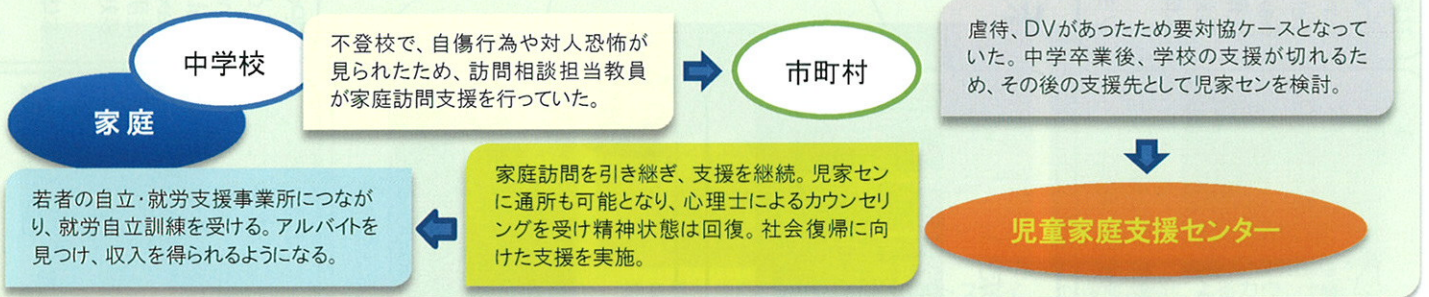 中学校
家庭
不登校で、自傷行為や対人恐怖が
見られたため、訪問相談担当教員
が家庭訪問支援を行っていた。
市町村
虐待、DVがあったため要対協ケースとなって
いた。中学卒業後、学校の支援が切れるた
め、その後の支援先として児家センを検討。
児童家庭支援センター
家庭訪問を引き継ぎ、支援を継続。児家セン
に通所も可能となり、心理士によるカウンセリ
ングを受け精神状態は回復。社会復帰に向
けた支援を実施。
若者の自立・就労支援事業所につなが
り、就労自立訓練を受ける。アルバイトを
見つけ、収入を得られるようになる。